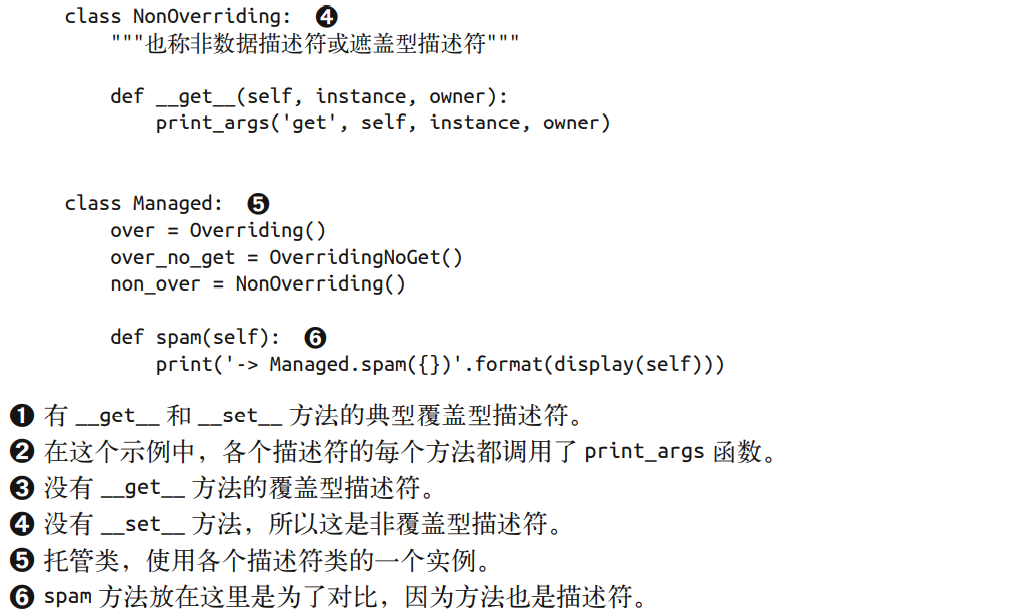 class NonOverriding: ❹
    """也称非数据描述符或遮盖型描述符"""
    def __get__(self, instance, owner):
        print_args('get', self, instance, owner)
class Managed: ❺
    over = Overriding()
    over_no_get = OverridingNoGet()
    non_over = NonOverriding()
    def spam(self): ❻
        print('-> Managed.spam({})'.format(display(self)))
❶ 有 __get__ 和 __set__ 方法的典型覆盖型描述符。
❷ 在这个示例中，各个描述符的每个方法都调用了 print_args 函数。
❸ 没有 __get__ 方法的覆盖型描述符。
❹ 没有 __set__ 方法，所以这是非覆盖型描述符。
❺ 托管类，使用各个描述符类的一个实例。
❻ spam 方法放在这里是为了对比，因为方法也是描述符。